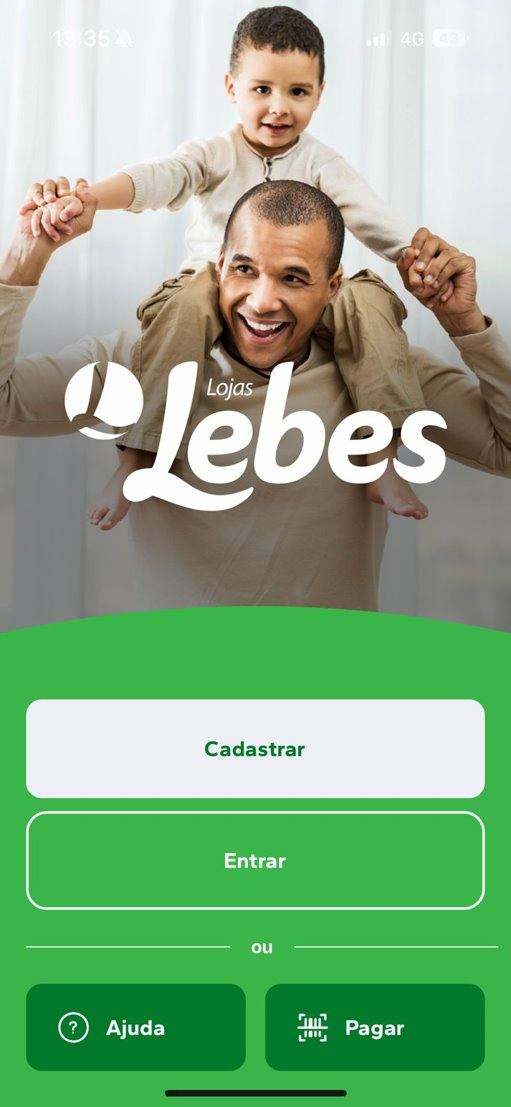 13:35
4G
43
Lojas
Lebes
Cadastrar
Entrar
ou
Ajuda
Pagar